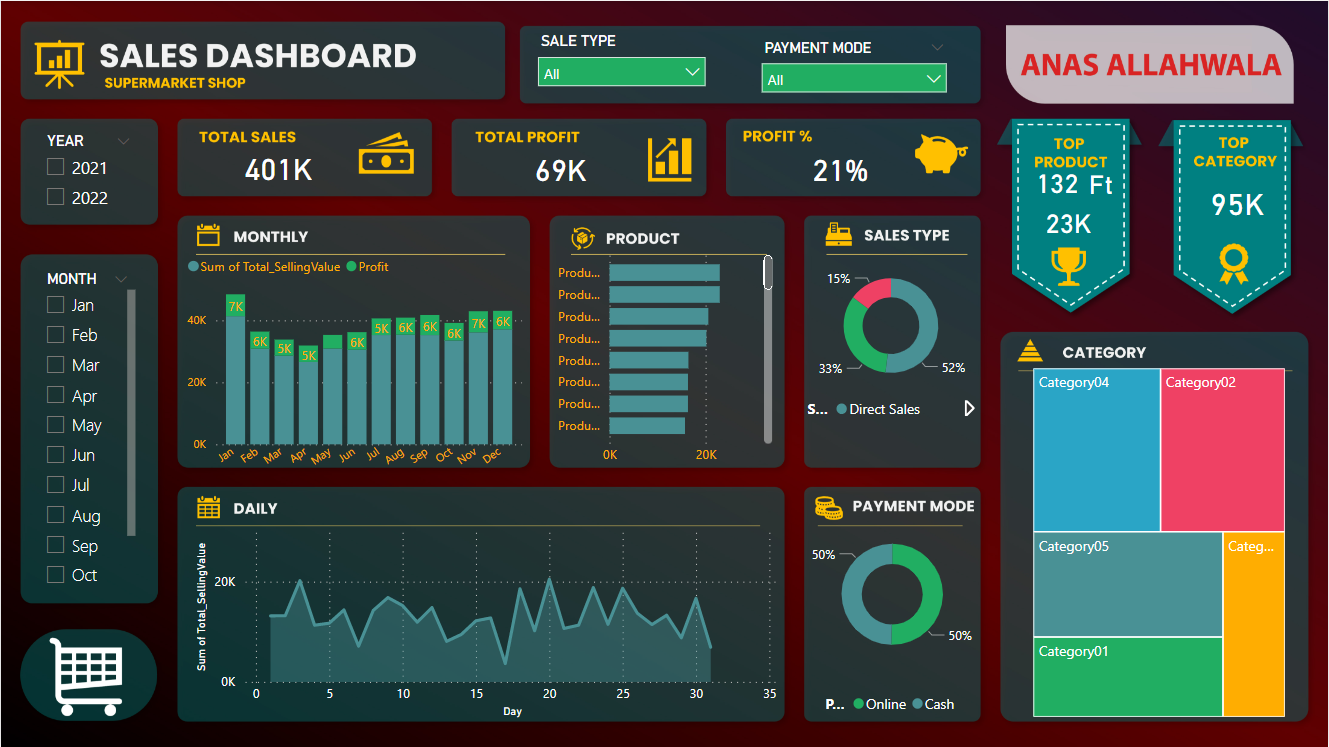 SALES DASHBOARD
SUPERMARKET SHOP
SALE TYPE
All
PAYMENT MODE
All
ANAS ALLAHWALA
YEAR
2021
2022
TOTAL SALES
401K
TOTAL PROFIT
69K
PROFIT %
21%
TOP
PRODUCT
132 Ft
23K
TOP
CATEGORY
95K
MONTH
Jan
Feb
Mar
Apr
May
Jun
Jul
Aug
Sep
Oct
MONTHLY
Sum of Total_SellingValue Profit
40K
20K
0K
7K
6K
5K
5K
6K
5K
6K
6K
6K
7K
6K
Jan Feb Mar Apr May Jun Jul Aug Sep Oct Nov Dec
PRODUCT
Produ...
Produ...
Produ...
Produ...
Produ...
Produ...
Produ...
Produ...
0K 20K
SALES TYPE
15%
33%
52%
S... Direct Sales
CATEGORY
Category04
Category02
Category05
Categ...
Category01
DAILY
Sum of Total_SellingValue
20K
0K
0 5 10 15 20 25 30 35
Day
PAYMENT MODE
50%
50%
P... Online Cash